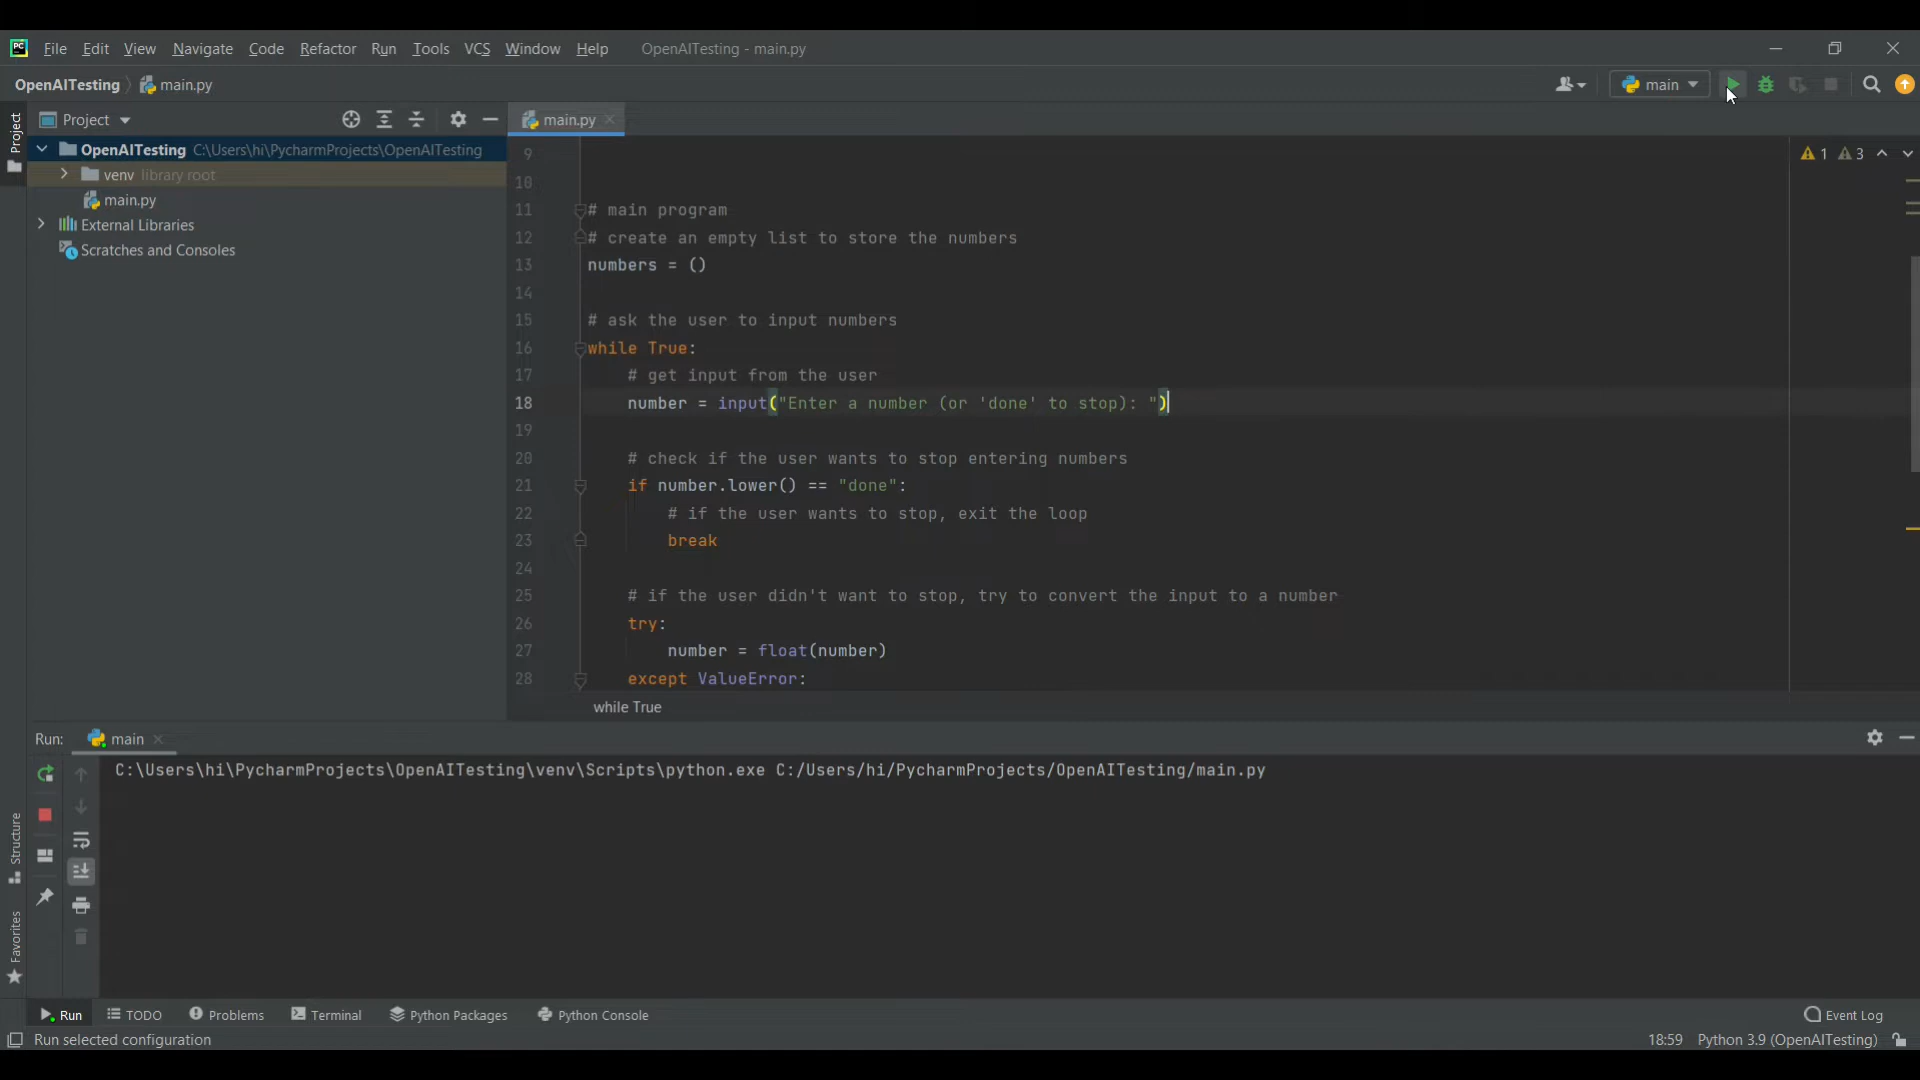 PC File Edit View Navigate Code Refactor Run Tools VCS Window Help OpenAITesting - main.py
OpenAITesting main.py main
Project
Project main.py
OpenAITesting C:\Users\hi\PycharmProjects\OpenAITesting
venv library root
main.py
External Libraries
Scratches and Consoles
1 3
9
10
11 # main program
12 # create an empty list to store the numbers
13 numbers = ()
14
15 # ask the user to input numbers
16 while True:
17 # get input from the user
18 number = input("Enter a number (or 'done' to stop): ")
19
20 # check if the user wants to stop entering numbers
21 if number.lower() == "done":
22 # if the user wants to stop, exit the loop
23 break
24
25 # if the user didn't want to stop, try to convert the input to a number
26 try:
27 number = float(number)
28 except ValueError:
while True
Run: main
C:\Users\hi\PycharmProjects\OpenAITesting\venv\Scripts\python.exe C:/Users/hi/PycharmProjects/OpenAITesting/main.py
Structure
Favorites
Run TODO Problems Terminal Python Packages Python Console Event Log
Run selected configuration 18:59 Python 3.9 (OpenAITesting)